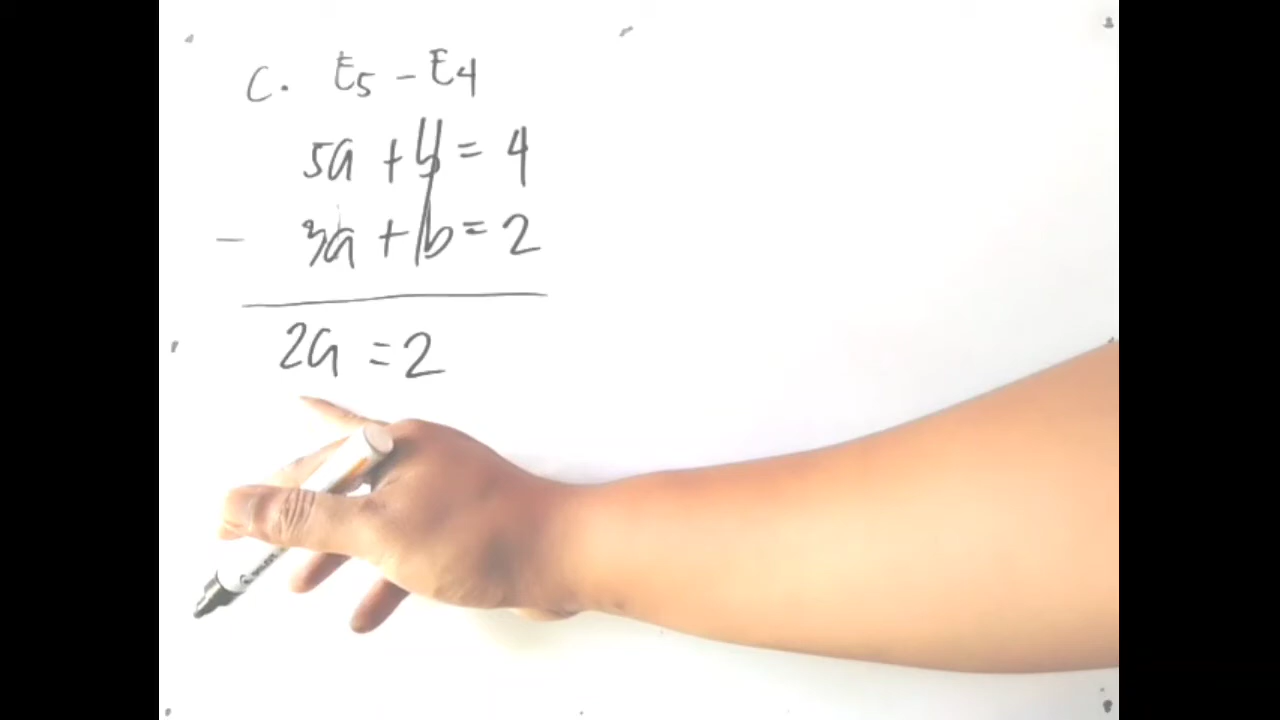 C. E5 - E4
5a + b = 4
- 3a + b = 2
2a = 2